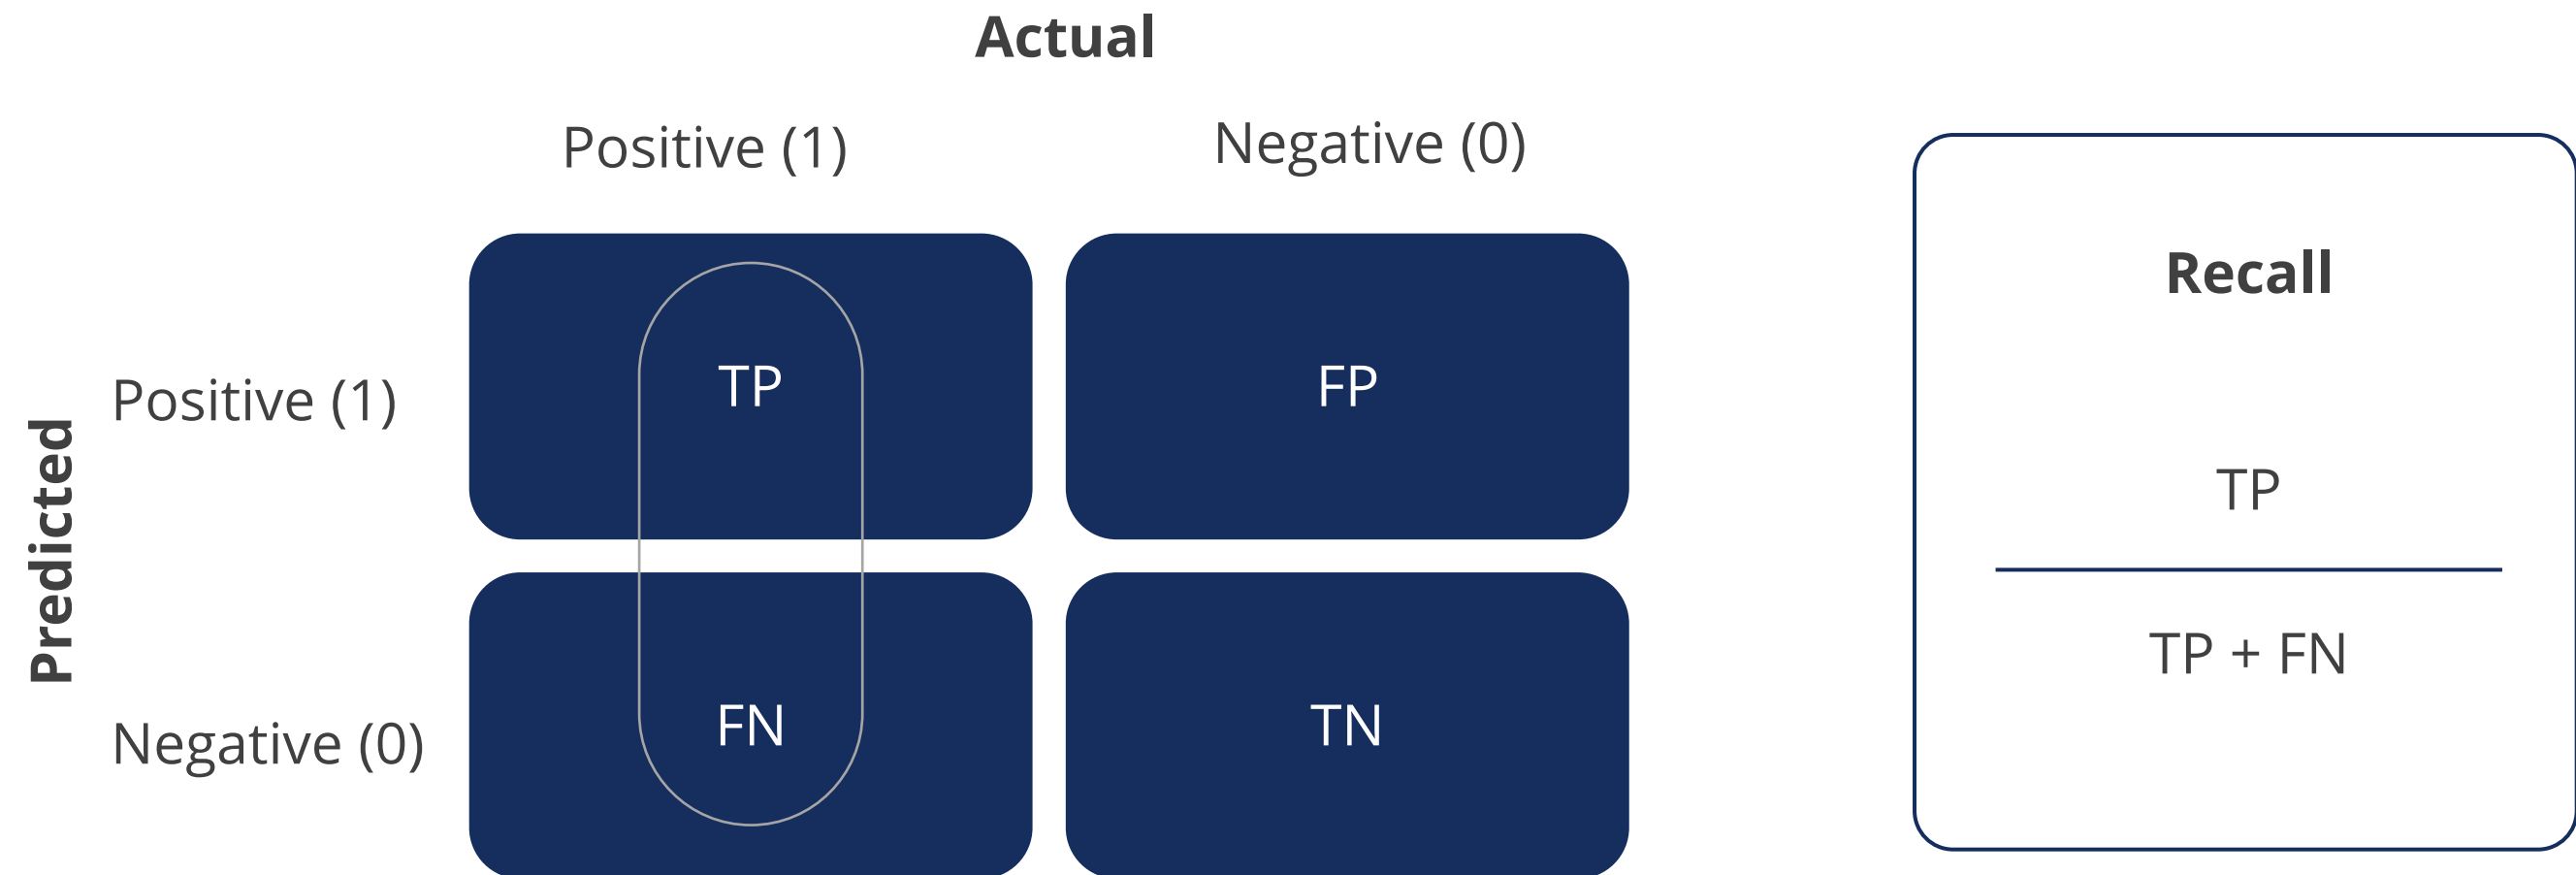 Actual
Positive (1)
Negative (0)
Predicted
Positive (1)
TP
FP
Negative (0)
FN
TN
Recall
TP
TP + FN